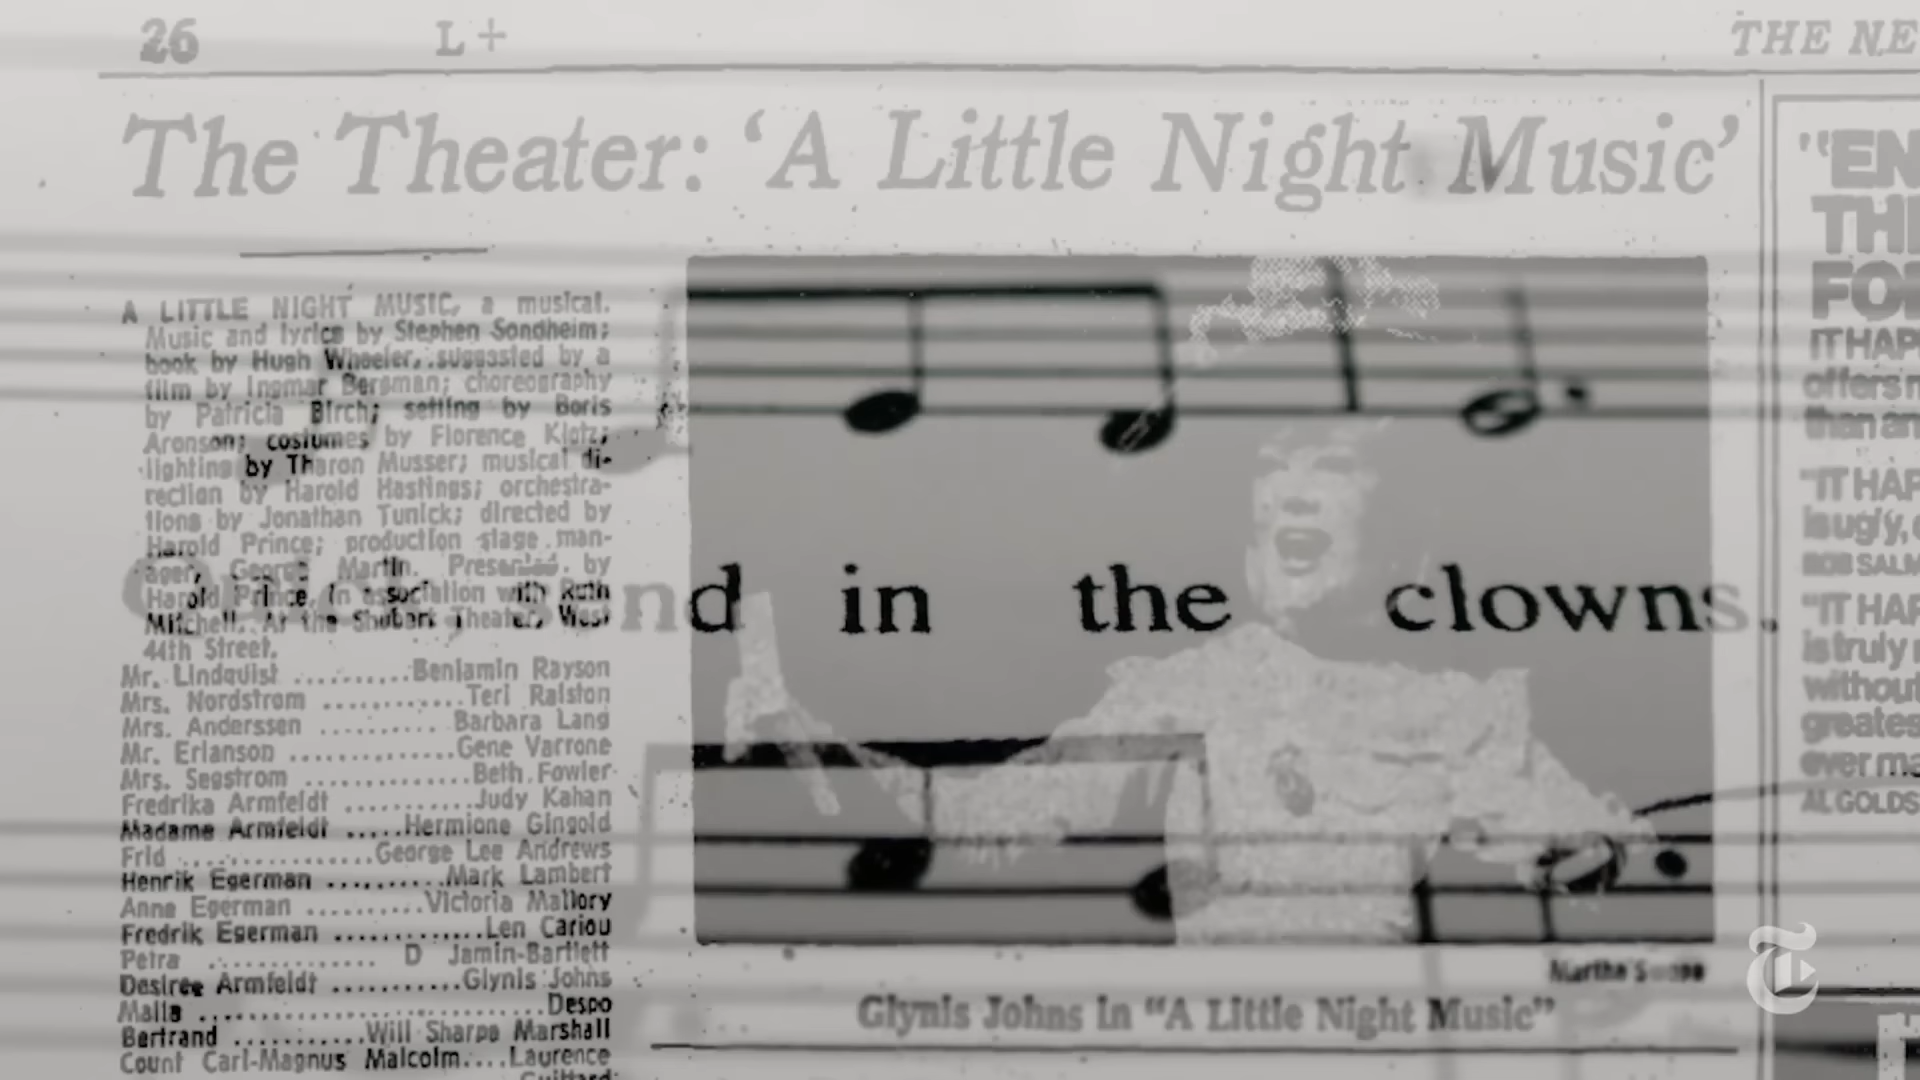 26 L+ THE NE
The Theater: ‘A Little Night Music’
A LITTLE NIGHT MUSIC, a musical.
Music and lyrics by Stephen Sondheim;
book by Hugh Wheeler, suggested by a
film by Ingmar Bergman; choreography
by Patricia Birch; setting by Boris
Aronson; costumes by Florence Klotz;
lighting by Tharon Musser; musical di-
rection by Harold Hastings; orchestra-
tions by Jonathan Tunick; directed by
Harold Prince; production stage man-
ager, George Martin. Presented by
Harold Prince, in association with Ruth
Mitchell. At the Shubert Theater, West
44th Street.
Mr. Lindquist ..........Benjamin Rayson
Mrs. Nordstrom ............Teri Ralston
Mrs. Anderssen ..........Barbara Lang
Mr. Erlanson .............Gene Varrone
Mrs. Segstrom ..............Beth Fowler
Fredrika Armfeldt ...........Judy Kahan
Madame Armfeldt .....Hermione Gingold
Frid .................George Lee Andrews
Henrik Egerman ..........Mark Lambert
Anne Egerman ..........Victoria Mallory
Fredrik Egerman ............Len Cariou
Petra ............. D Jamin-Bartlett
Desiree Armfeldt ...........Glynis Johns
Malla ..........................Despo
Bertrand ...........Will Sharpe Marshall
Count Carl-Magnus Malcolm....Laurence
Guittard
nd in the clowns.
Glynis Johns in “A Little Night Music”
"EN
THE
FO
IT HAP
offers n
than an
"IT HAP
is ugly,
"IT HAP
is truly
without
greates
ever ma
AL GOLDS
T